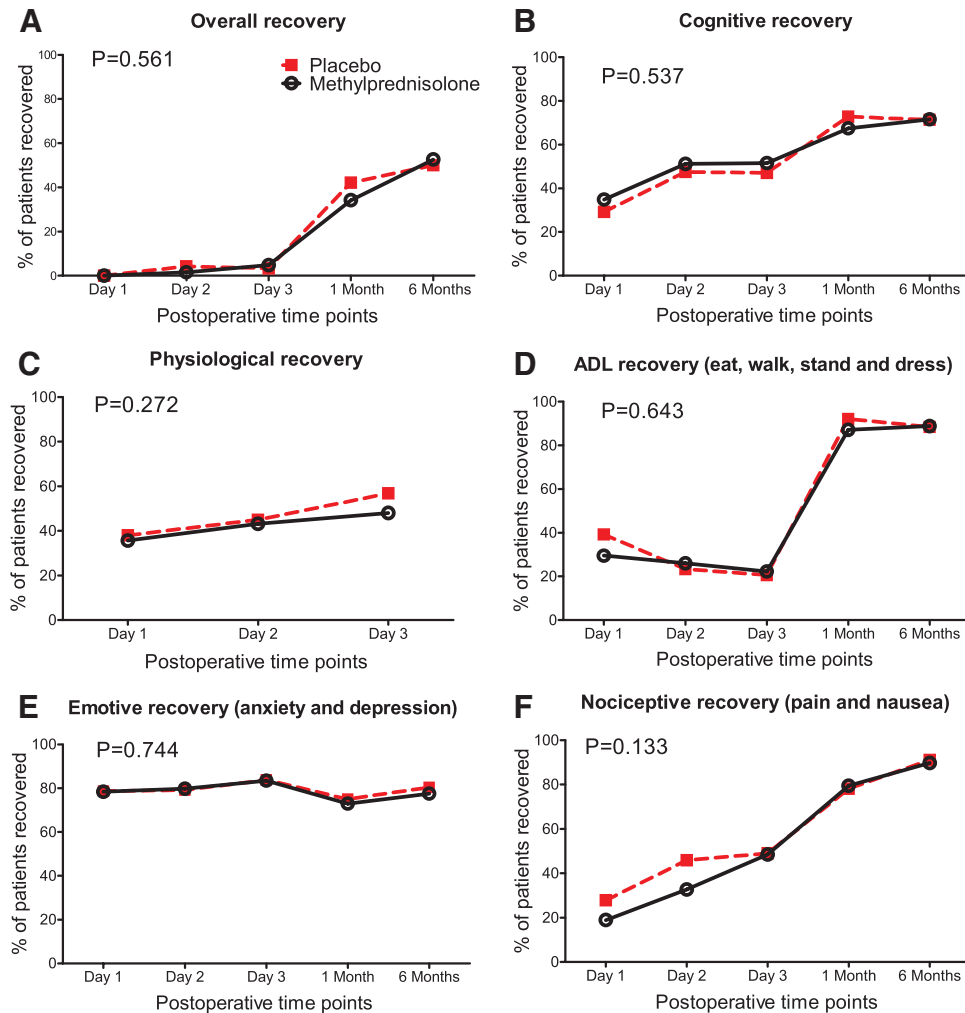 A
Overall recovery
P=0.561
Placebo
Methylprednisolone
100
80
60
40
20
0
% of patients recovered
Day 1 Day 2 Day 3 1 Month 6 Months
Postoperative time points
B
Cognitive recovery
P=0.537
100
80
60
40
20
0
% of patients recovered
Day 1 Day 2 Day 3 1 Month 6 Months
Postoperative time points
C
Physiological recovery
P=0.272
100
80
60
40
20
0
% of patients recovered
Day 1 Day 2 Day 3
Postoperative time points
D
ADL recovery (eat, walk, stand and dress)
P=0.643
100
80
60
40
20
0
% of patients recovered
Day 1 Day 2 Day 3 1 Month 6 Months
Postoperative time points
E
Emotive recovery (anxiety and depression)
P=0.744
100
80
60
40
20
0
% of patients recovered
Day 1 Day 2 Day 3 1 Month 6 Months
Postoperative time points
F
Nociceptive recovery (pain and nausea)
P=0.133
100
80
60
40
20
0
% of patients recovered
Day 1 Day 2 Day 3 1 Month 6 Months
Postoperative time points